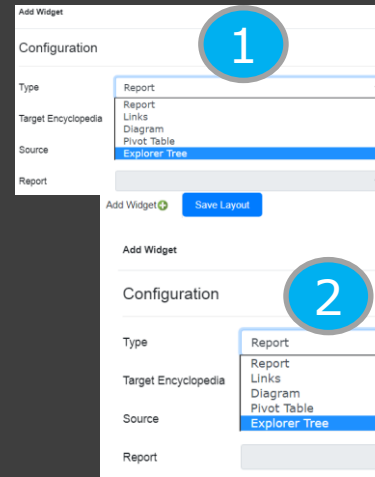 Add Widget
Configuration
1
Type
Report
Report
Links
Diagram
Pivot Table
Explorer Tree
Target Encyclopedia
Source
Report
Add Widget
Save Layout
Add Widget
Configuration
2
Type
Report
Report
Links
Diagram
Pivot Table
Explorer Tree
Target Encyclopedia
Source
Report